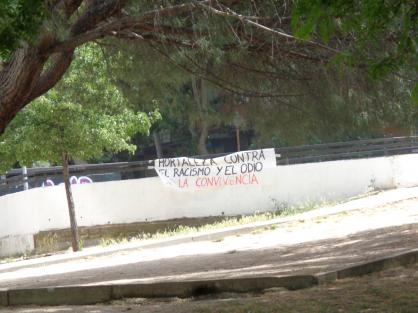 HORTALEZA CONTRA
EL RACISMO Y EL ODIO
LA CONVIVENCIA